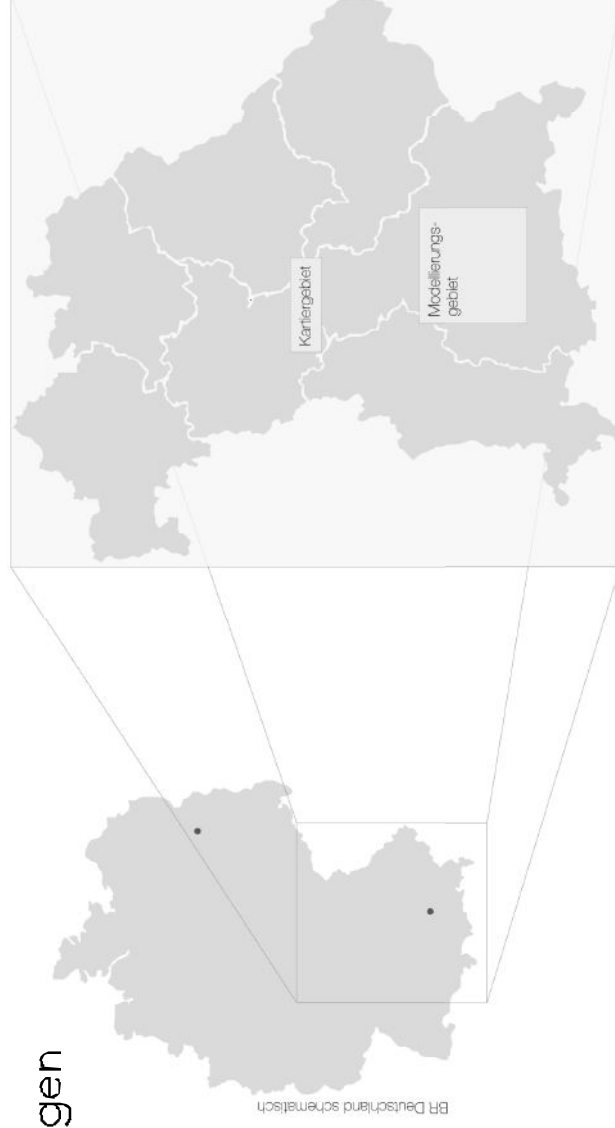 gen
Kartiergebiet
Modellierungs-
gebiet
BR Deutschland schematisch